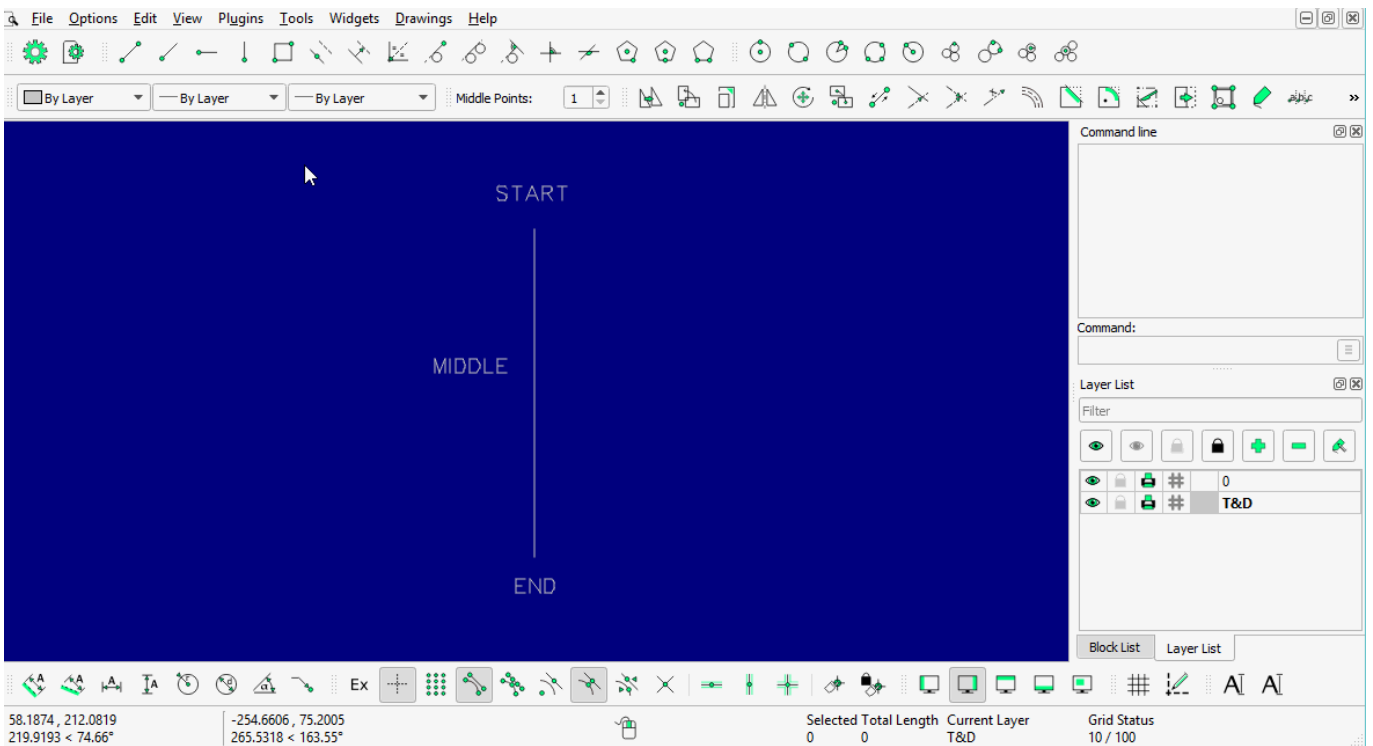 File Options Edit View Plugins Tools Widgets Drawings Help
By Layer By Layer By Layer Middle Points: 1 abc »
Command line
START
MIDDLE
END
Command:
Layer List
Filter
0
T&D
Block List Layer List
Ex
58.1874 , 212.0819 -254.6606 , 75.2005 Selected Total Length Current Layer Grid Status
219.9193 < 74.66° 265.5318 < 163.55° 0 0 T&D 10 / 100